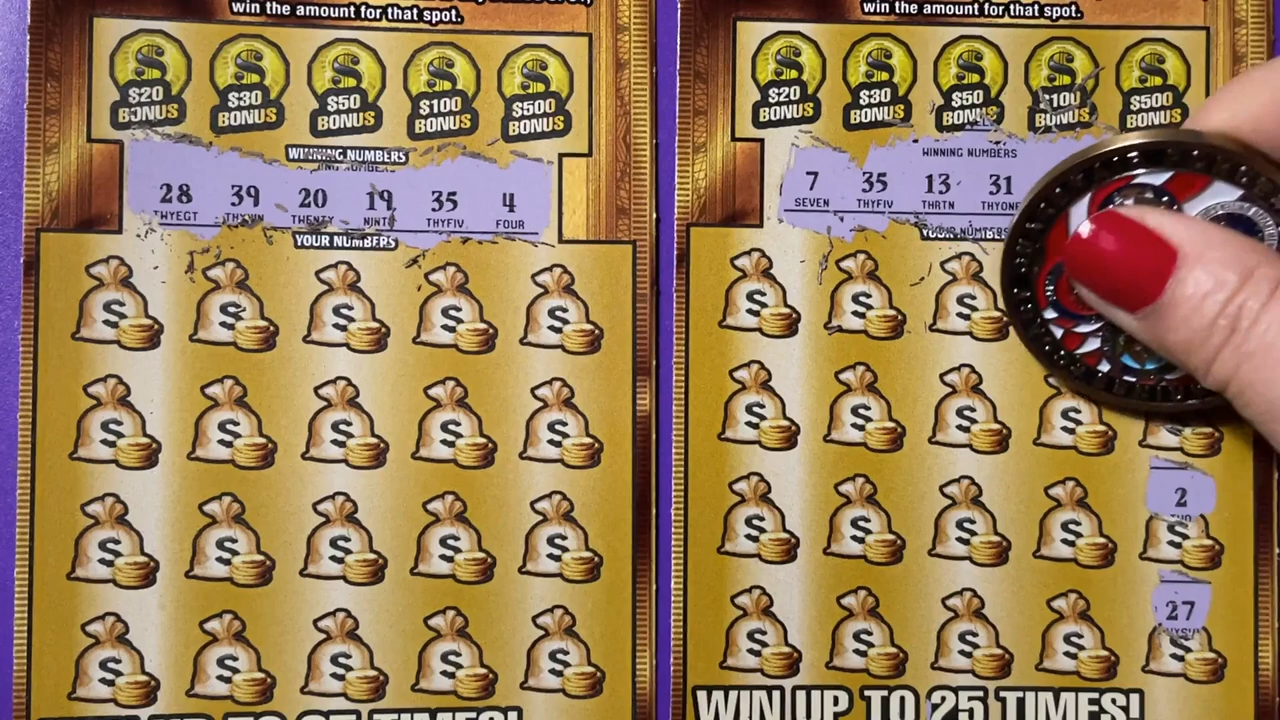 win the amount for that spot.
$20 BONUS $30 BONUS $50 BONUS $100 BONUS $500 BONUS
WINNING NUMBERS
28 39 20 19 35 4
THYEGT TWENTY THYFIV FOUR
YOUR NUMBERS
win the amount for that spot.
$20 BONUS $30 BONUS $50 BONUS 100 BONUS $500 BONUS
WINNING NUMBERS
7 35 13 31
SEVEN THYFIV THRTN THYONE
YOUR NUMBERS
2
27
WIN UP TO 25 TIMES!